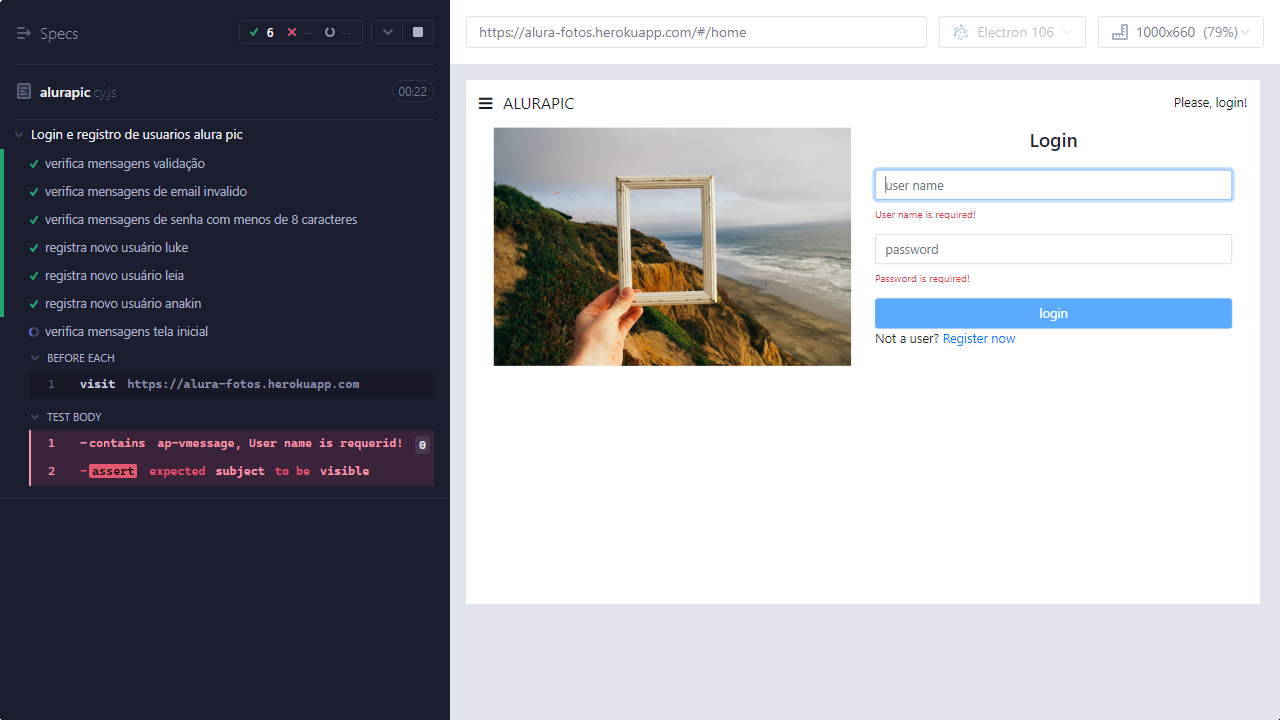 Specs
6 -- --
alurapic.cy.js 00:22
Login e registro de usuarios alura pic
verifica mensagens validação
verifica mensagens de email invalido
verifica mensagens de senha com menos de 8 caracteres
registra novo usuário luke
registra novo usuário leia
registra novo usuário anakin
verifica mensagens tela inicial
BEFORE EACH
1 visit https://alura-fotos.herokuapp.com
TEST BODY
1 -contains ap-vmessage, User name is requerid! 0
2 -assert expected subject to be visible
https://alura-fotos.herokuapp.com/#/home
Electron 106
1000x660 (79%)
ALURAPIC
Please, login!
Login
user name
User name is required!
password
Password is required!
login
Not a user? Register now